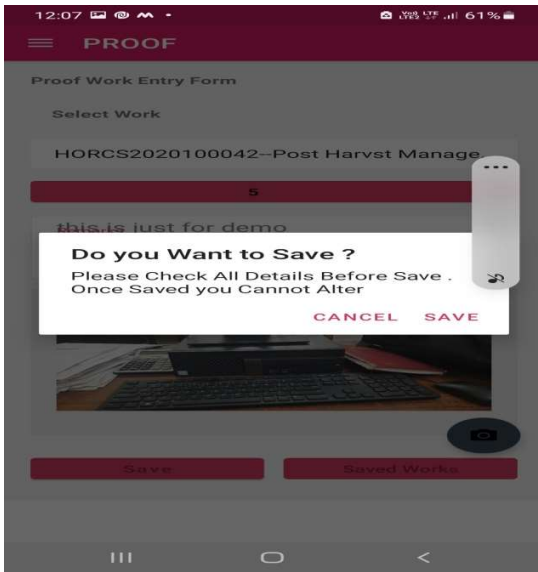 12:07 61%
PROOF
Proof Work Entry Form
Select Work
HORCS2020100042--Post Harvst Manage
5
this is just for demo
Do you Want to Save ?
Please Check All Details Before Save .
Once Saved you Cannot Alter
CANCEL SAVE
Save Saved Works